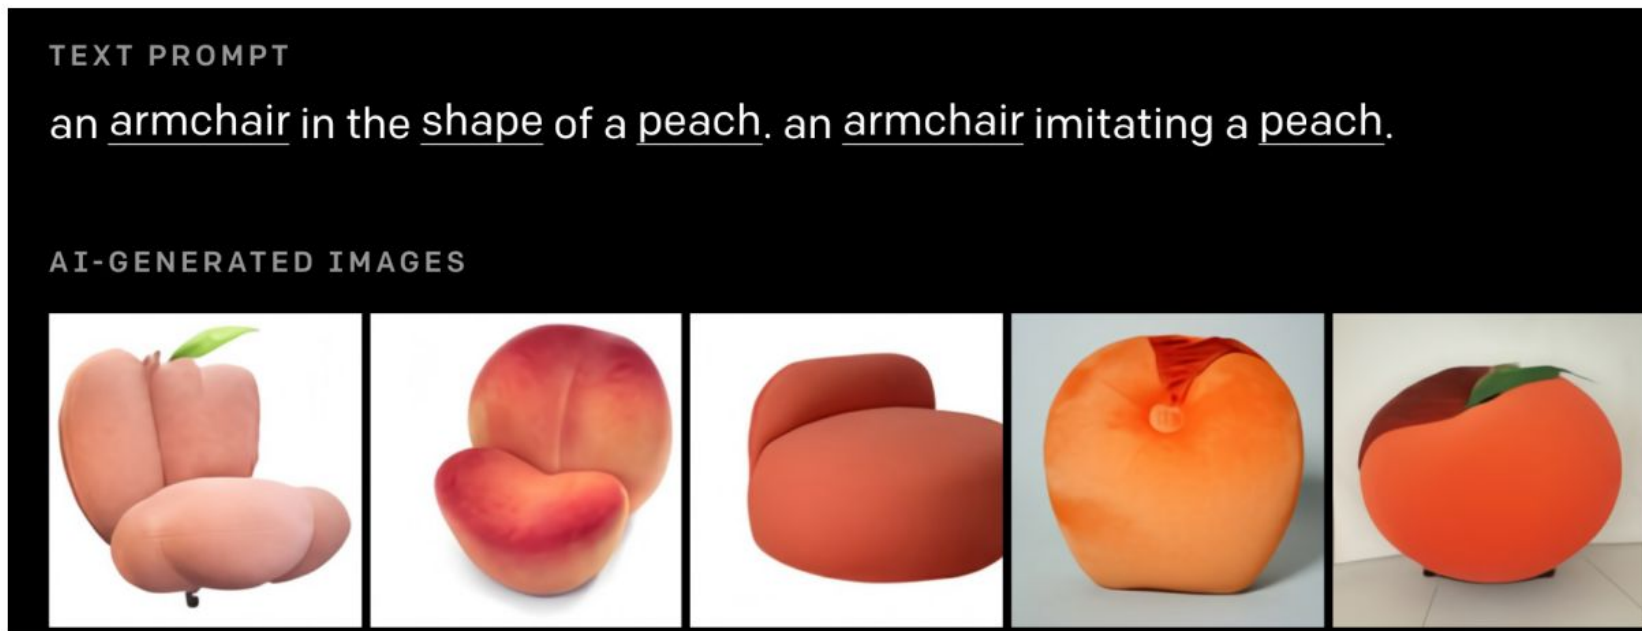 TEXT PROMPT
an armchair in the shape of a peach. an armchair imitating a peach.
AI-GENERATED IMAGES